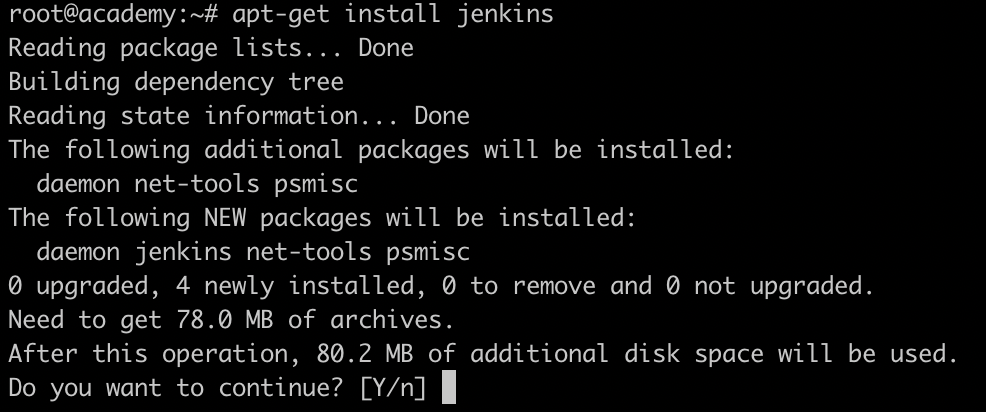 root@academy:~# apt-get install jenkins
Reading package lists... Done
Building dependency tree
Reading state information... Done
The following additional packages will be installed:
  daemon net-tools psmisc
The following NEW packages will be installed:
  daemon jenkins net-tools psmisc
0 upgraded, 4 newly installed, 0 to remove and 0 not upgraded.
Need to get 78.0 MB of archives.
After this operation, 80.2 MB of additional disk space will be used.
Do you want to continue? [Y/n]